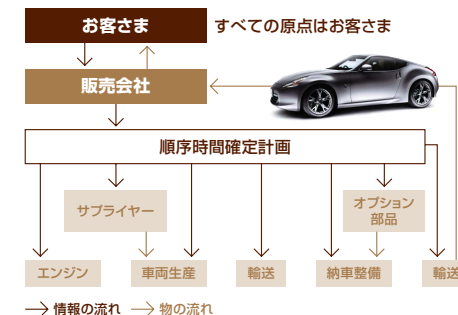 お客さま
すべての原点はお客さま
販売会社
順序時間確定計画
サプライヤー
オプション
部品
エンジン
車両生産
輸送
納車整備
輸送
情報の流れ
物の流れ